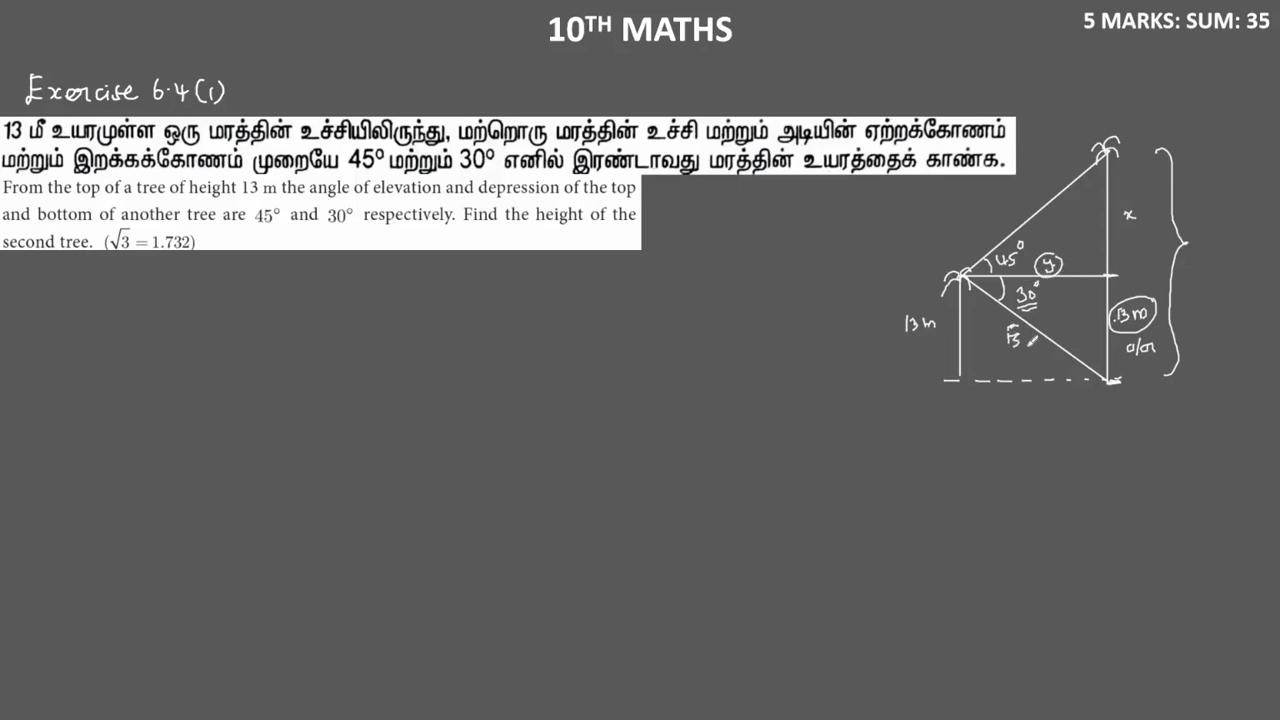 10TH MATHS
5 MARKS: SUM: 35
Exercise 6.4(1)
13 மீ உயரமுள்ள ஒரு மரத்தின் உச்சியிலிருந்து, மற்றொரு மரத்தின் உச்சி மற்றும் அடியின் ஏற்றக்கோணம்
மற்றும் இறக்கக்கோணம் முறையே 45° மற்றும் 30° எனில் இரண்டாவது மரத்தின் உயரத்தைக் காண்க.
From the top of a tree of height 13 m the angle of elevation and depression of the top
and bottom of another tree are 45° and 30° respectively. Find the height of the
second tree. (√3 = 1.732)
x
45°
y
30°
13 m
13 m